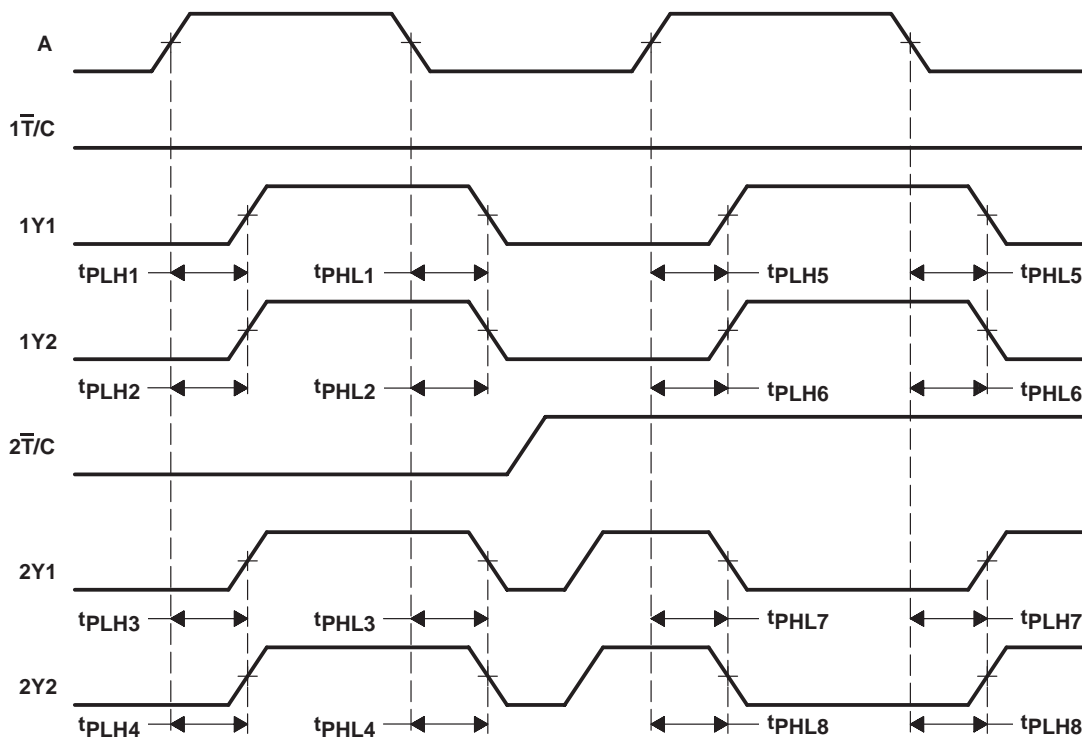 A
1T̅/C
1Y1
tPLH1 tPHL1 tPLH5 tPHL5
1Y2
tPLH2 tPHL2 tPLH6 tPHL6
2T̅/C
2Y1
tPLH3 tPHL3 tPHL7 tPLH7
2Y2
tPLH4 tPHL4 tPHL8 tPLH8